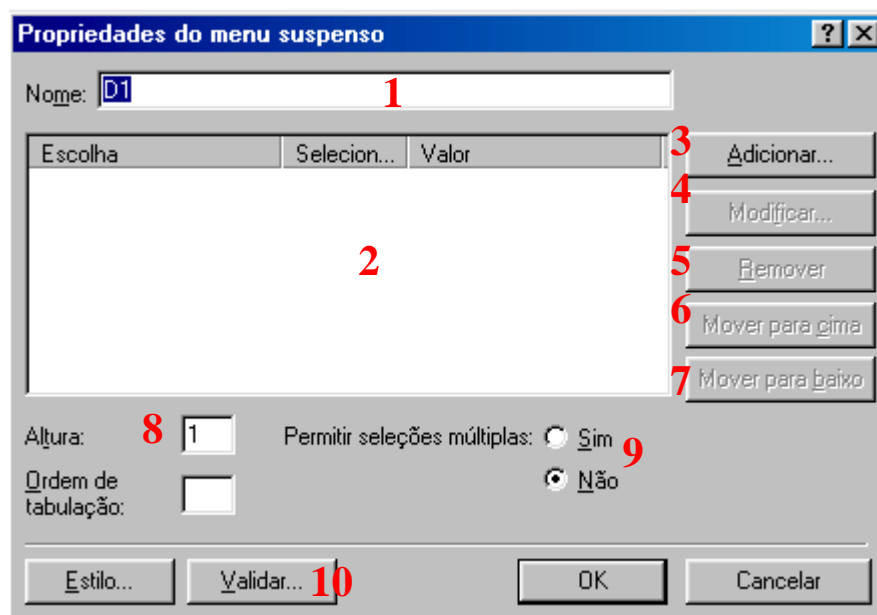 Propriedades do menu suspenso ? ×
Nome: D1 1
Escolha Selecion... Valor
2
3 Adicionar...
4 Modificar...
5 Remover
6 Mover para cima
7 Mover para baixo
Altura: 8 1 Permitir seleções múltiplas: Sim 9
Não
Ordem de
tabulação:
Estilo... Validar... 10 OK Cancelar